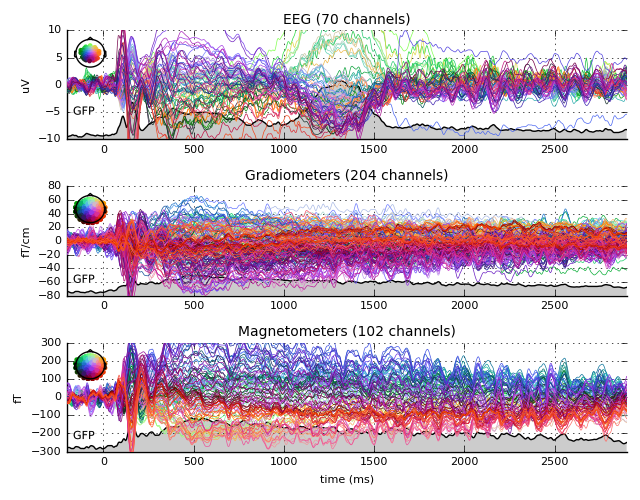 EEG (70 channels)
10
5
0
−5
−10
uV
GFP
0 500 1000 1500 2000 2500
Gradiometers (204 channels)
80
60
40
20
0
−20
−40
−60
−80
fT/cm
GFP
0 500 1000 1500 2000 2500
Magnetometers (102 channels)
300
200
100
0
−100
−200
−300
fT
GFP
0 500 1000 1500 2000 2500
time (ms)